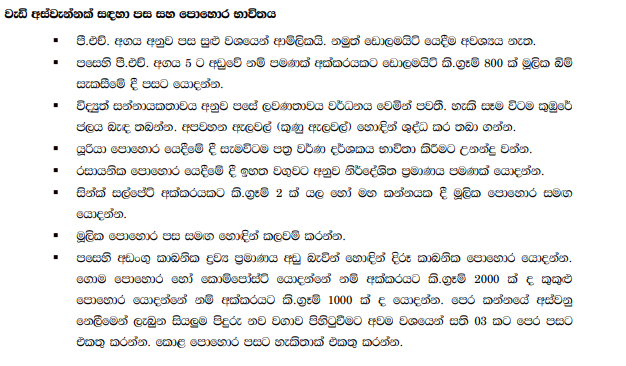 වැඩි අස්වැන්නක් සඳහා පස සහ පොහොර භාවිතය
▪ පී.එච්. අගය අනුව පස සුළු වශයෙන් ආම්ලිකයි. නමුත් ඩොලමයිට් යෙදීම අවශ්‍යය නැත.
▪ පසෙහි පී.එච්. අගය 5 ට අඩුවේ නම් පමණක් අක්කරයකට ඩොලමයිට් කි.ග්‍රෑම් 800 ක් මූලික බිම්
සැකසීමේ දී පසට යොදන්න.
▪ විද්‍යුත් සන්නායකතාවය අනුව පසේ ලවණතාවය වර්ධනය වෙමින් පවතී. හැකි සෑම විටම කුඹුරේ
ජලය බැඳ තබන්න. අපවහන ඇලවල් (කුණු ඇලවල්) හොඳින් ශුද්ධ කර තබා ගන්න.
▪ යූරියා පොහොර යෙදීමේ දී සැමවිටම පත්‍ර වර්ණ දර්ශකය භාවිතා කිරීමට උනන්දු වන්න.
▪ රසායනික පොහොර යෙදීමේ දී ඉහත වගුවට අනුව නිර්දේශිත ප්‍රමාණය පමණක් යොදන්න.
▪ සින්ක් සල්පේට් අක්කරයකට කි.ග්‍රෑම් 2 ක් යල හෝ මහ කන්නයක දී මූලික පොහොර සමඟ
යොදන්න.
▪ මූලික පොහොර පස සමඟ හොඳින් කලවම් කරන්න.
▪ පසෙහි අඩංගු කාබනික ද්‍රව්‍ය ප්‍රමාණය අඩු බැවින් හොඳින් දිරූ කාබනික පොහොර යොදන්න.
ගොම පොහොර හෝ කොම්පෝස්ට් යොදන්නේ නම් අක්කරයට කි.ග්‍රෑම් 2000 ක් ද කුකුළු
පොහොර යොදන්නේ නම් අක්කරයට කි.ග්‍රෑම් 1000 ක් ද යොදන්න. පෙර කන්නයේ අස්වනු
නෙලීමෙන් ලැබුන සියලුම පිදුරු නව වගාව පිහිටුවීමට අවම වශයෙන් සති 03 කට පෙර පසට
එකතු කරන්න. කොළ පොහොර පසට හැකිතාක් එකතු කරන්න.